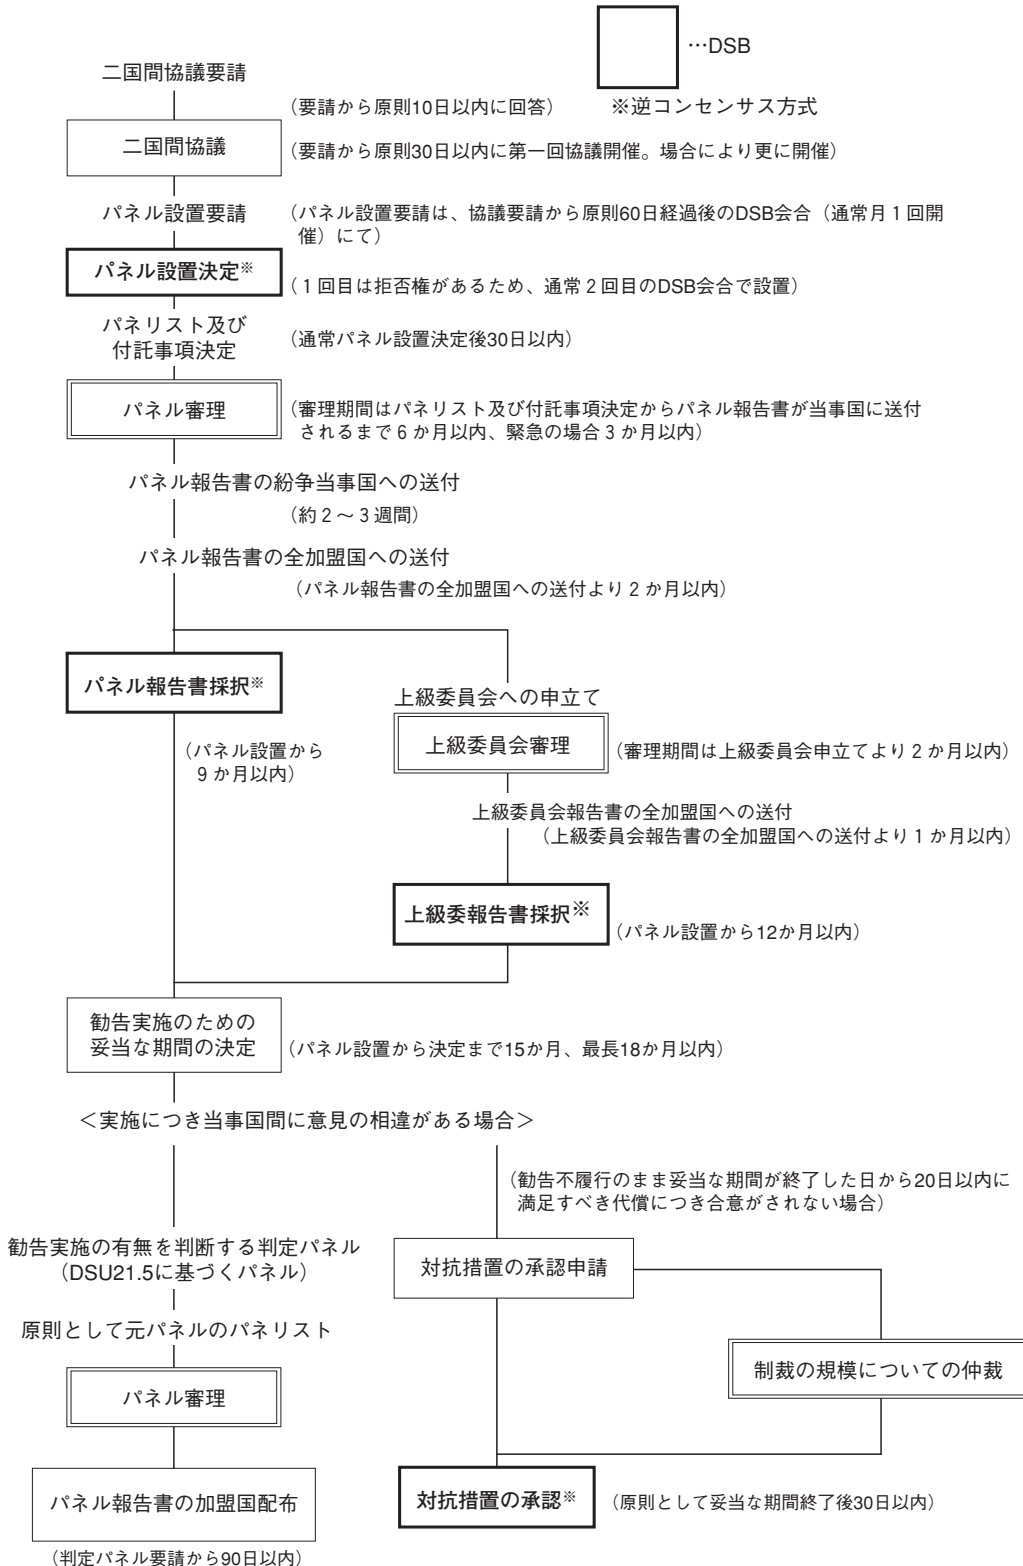 …DSB
※逆コンセンサス方式
二国間協議要請
（要請から原則10日以内に回答）
二国間協議
（要請から原則30日以内に第一回協議開催。場合により更に開催）
パネル設置要請
（パネル設置要請は、協議要請から原則60日経過後のDSB会合（通常月１回開
催）にて）
パネル設置決定※
（１回目は拒否権があるため、通常２回目のDSB会合で設置）
パネリスト及び
付託事項決定
（通常パネル設置決定後30日以内）
パネル審理
（審理期間はパネリスト及び付託事項決定からパネル報告書が当事国に送付
されるまで６か月以内、緊急の場合３か月以内）
パネル報告書の紛争当事国への送付
（約２～３週間）
パネル報告書の全加盟国への送付
（パネル報告書の全加盟国への送付より２か月以内）
パネル報告書採択※
（パネル設置から
９か月以内）
上級委員会への申立て
上級委員会審理
（審理期間は上級委員会申立てより２か月以内）
上級委員会報告書の全加盟国への送付
（上級委員会報告書の全加盟国への送付より１か月以内）
上級委報告書採択※
（パネル設置から12か月以内）
勧告実施のための
妥当な期間の決定
（パネル設置から決定まで15か月、最長18か月以内）
＜実施につき当事国間に意見の相違がある場合＞
（勧告不履行のまま妥当な期間が終了した日から20日以内に
満足すべき代償につき合意がされない場合）
勧告実施の有無を判断する判定パネル
（DSU21.5に基づくパネル）
対抗措置の承認申請
原則として元パネルのパネリスト
制裁の規模についての仲裁
パネル審理
パネル報告書の加盟国配布
（判定パネル要請から90日以内）
対抗措置の承認※
（原則として妥当な期間終了後30日以内）